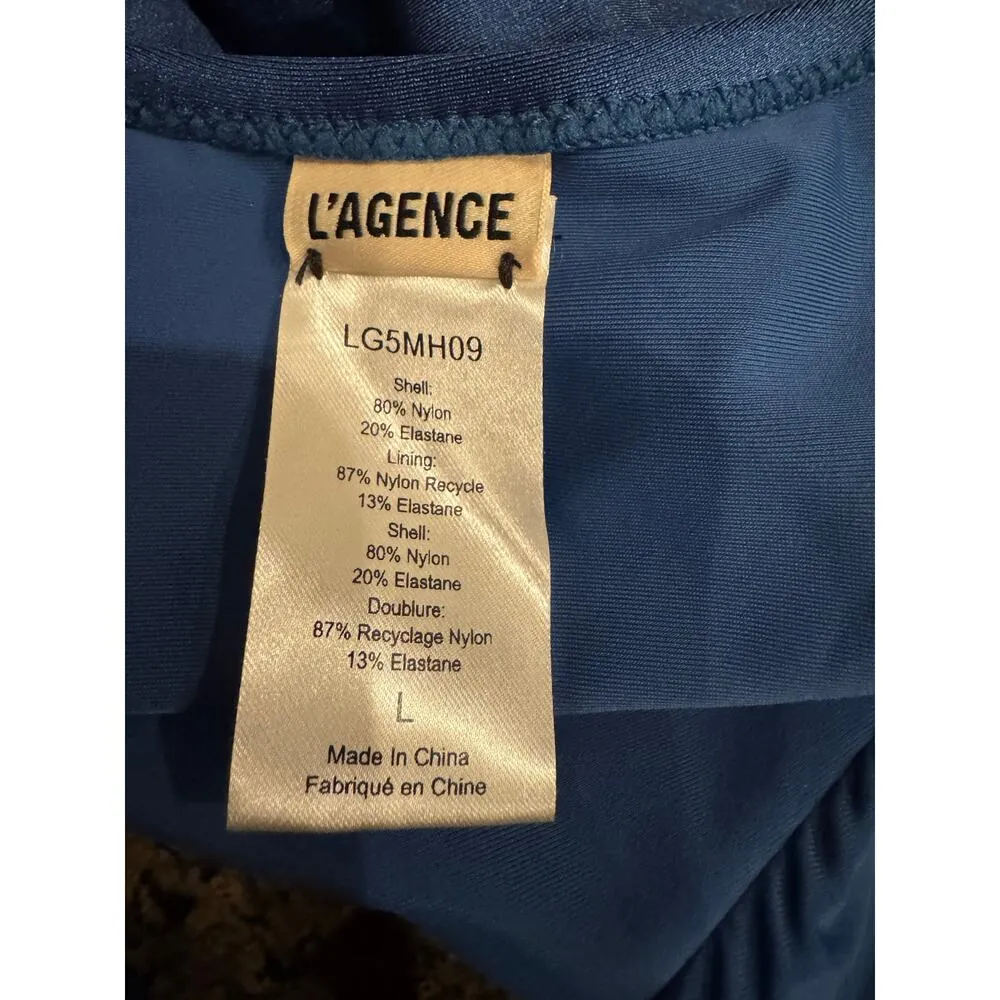 L'AGENCE
LG5MH09
Shell:
80% Nylon
20% Elastane
Lining:
87% Nylon Recycle
13% Elastane
Shell:
80% Nylon
20% Elastane
Doublure:
87% Recyclage Nylon
13% Elastane
L
Made In China
Fabriqué en Chine